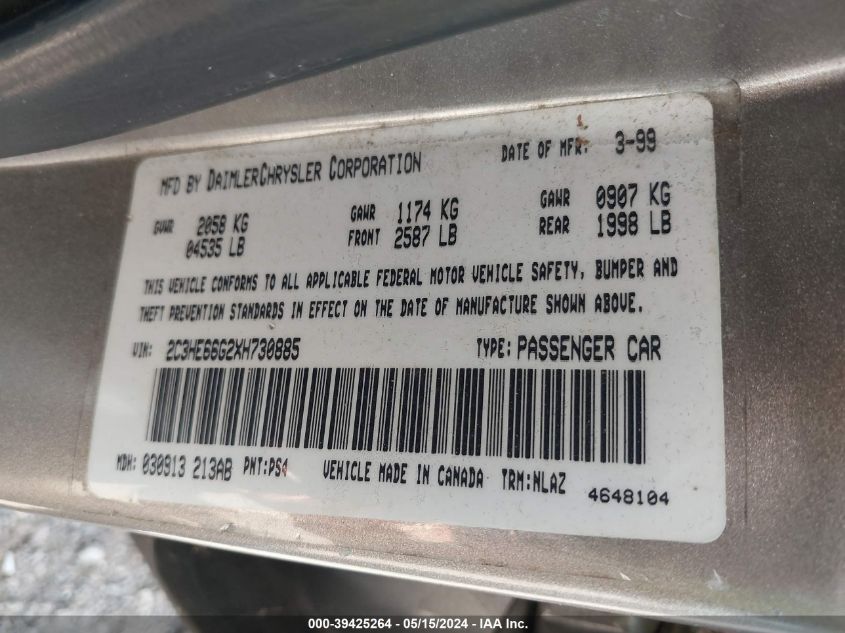 MFD BY DAIMLERCHRYSLER CORPORATION DATE OF MFR: 3-99
GVWR 2058 KG GAWR 1174 KG GAWR 0907 KG
04535 LB FRONT 2587 LB REAR 1998 LB
THIS VEHICLE CONFORMS TO ALL APPLICABLE FEDERAL MOTOR VEHICLE SAFETY, BUMPER AND
THEFT PREVENTION STANDARDS IN EFFECT ON THE DATE OF MANUFACTURE SHOWN ABOVE.
VIN: 2C3HE66G2XH730885 TYPE: PASSENGER CAR
MDH: 030913 213AB PNT:PS4 VEHICLE MADE IN CANADA TRM:NLAZ
4648104
000-39425264 - 05/15/2024 - IAA Inc.